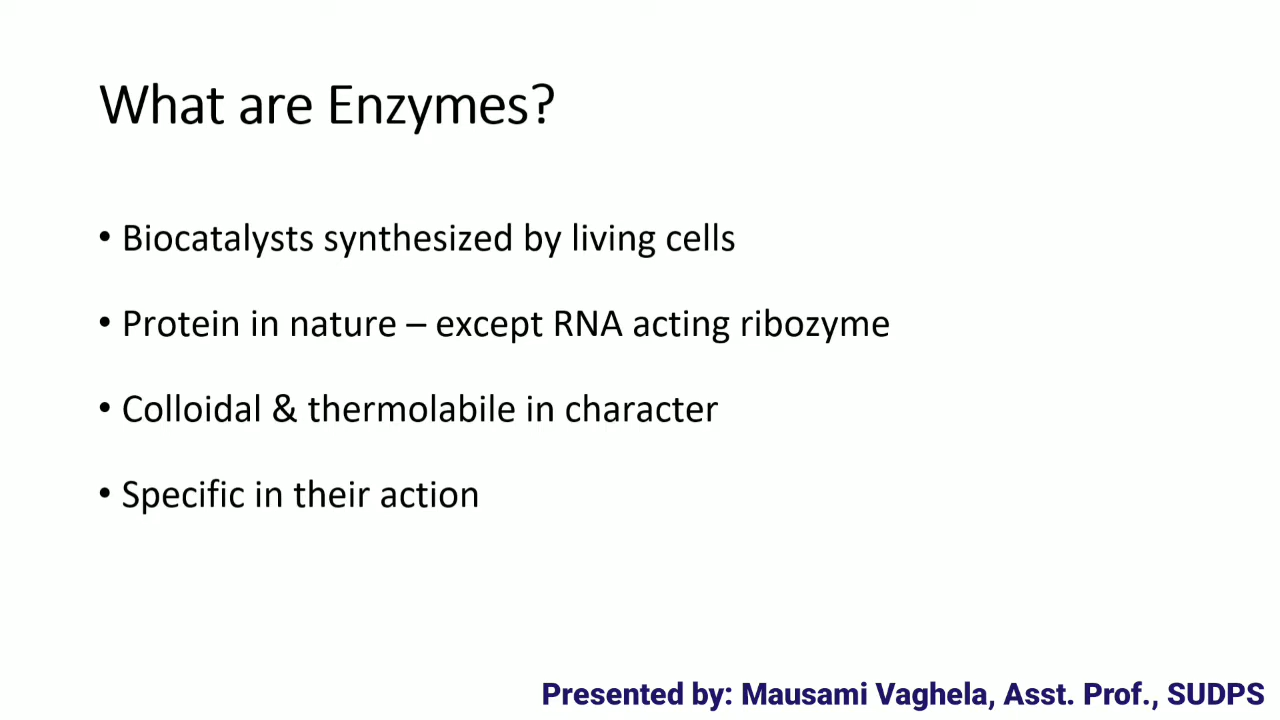 What are Enzymes?
• Biocatalysts synthesized by living cells
• Protein in nature – except RNA acting ribozyme
• Colloidal & thermolabile in character
• Specific in their action
Presented by: Mausami Vaghela, Asst. Prof., SUDPS